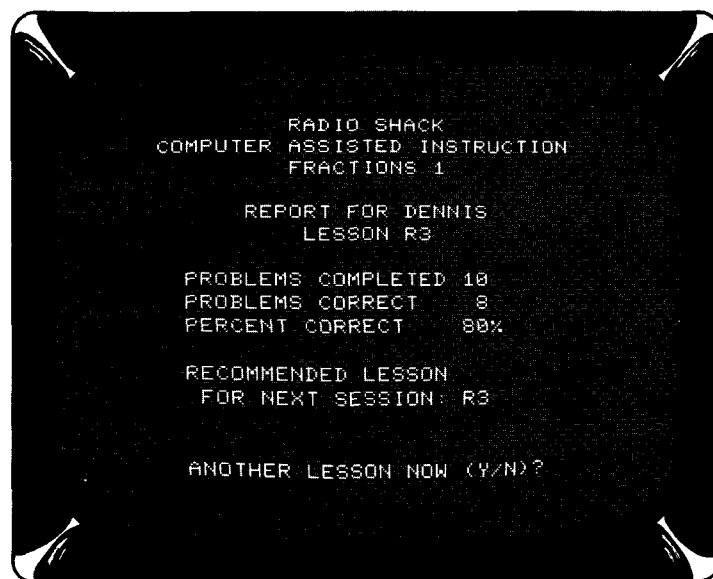 RADIO SHACK
COMPUTER ASSISTED INSTRUCTION
FRACTIONS 1
REPORT FOR DENNIS
LESSON R3
PROBLEMS COMPLETED 10
PROBLEMS CORRECT 8
PERCENT CORRECT 80%
RECOMMENDED LESSON
FOR NEXT SESSION: R3
ANOTHER LESSON NOW (Y/N)?